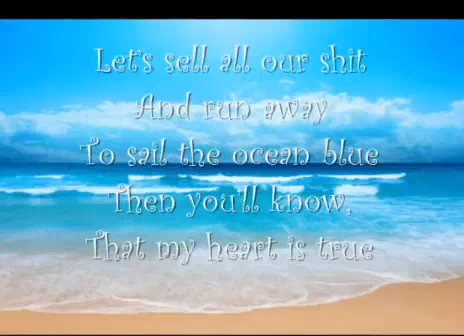 Let's sell all our shit
And run away
To sail the ocean blue
Then you'll know,
That my heart is true